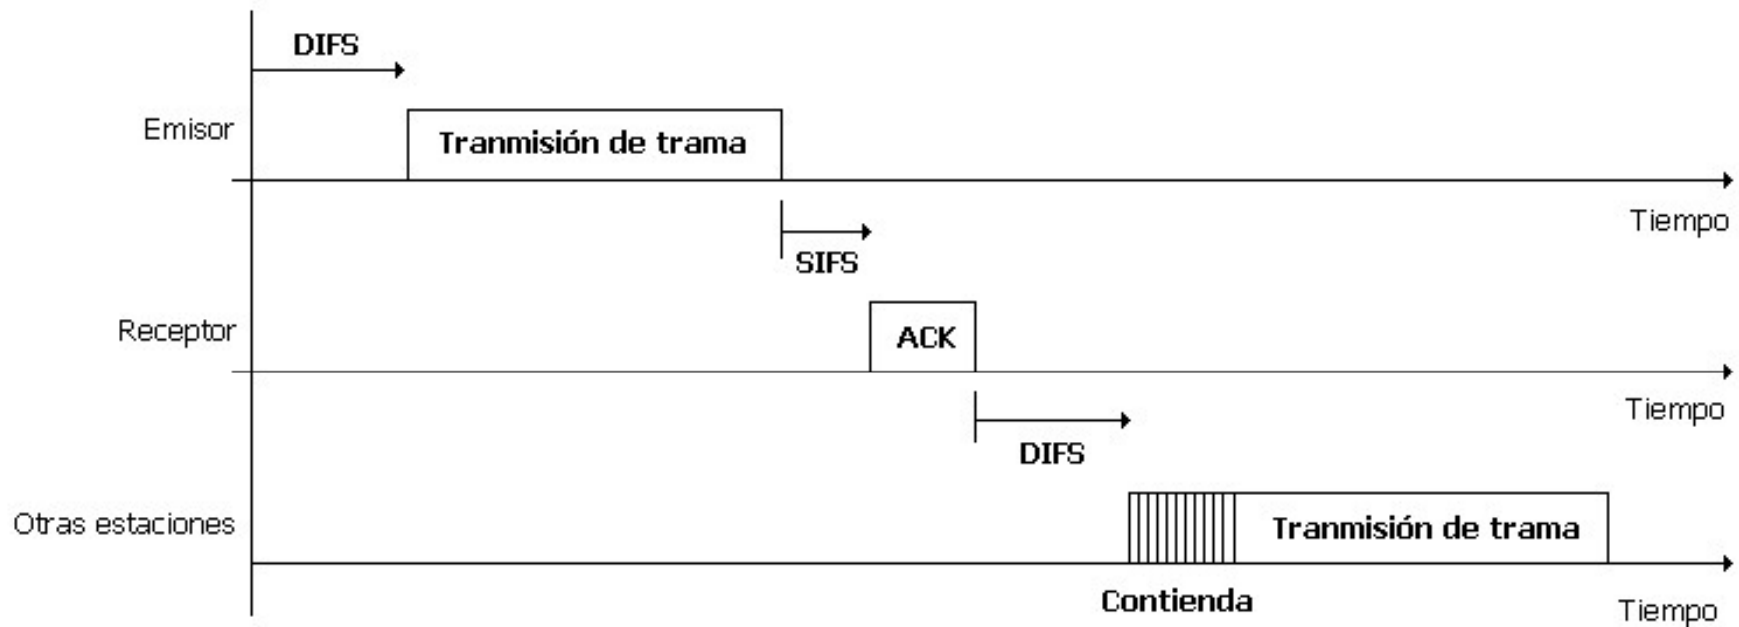 DIFS
Emisor
Tranmisión de trama
Tiempo
SIFS
Receptor
ACK
Tiempo
DIFS
Otras estaciones
Tranmisión de trama
Contienda
Tiempo